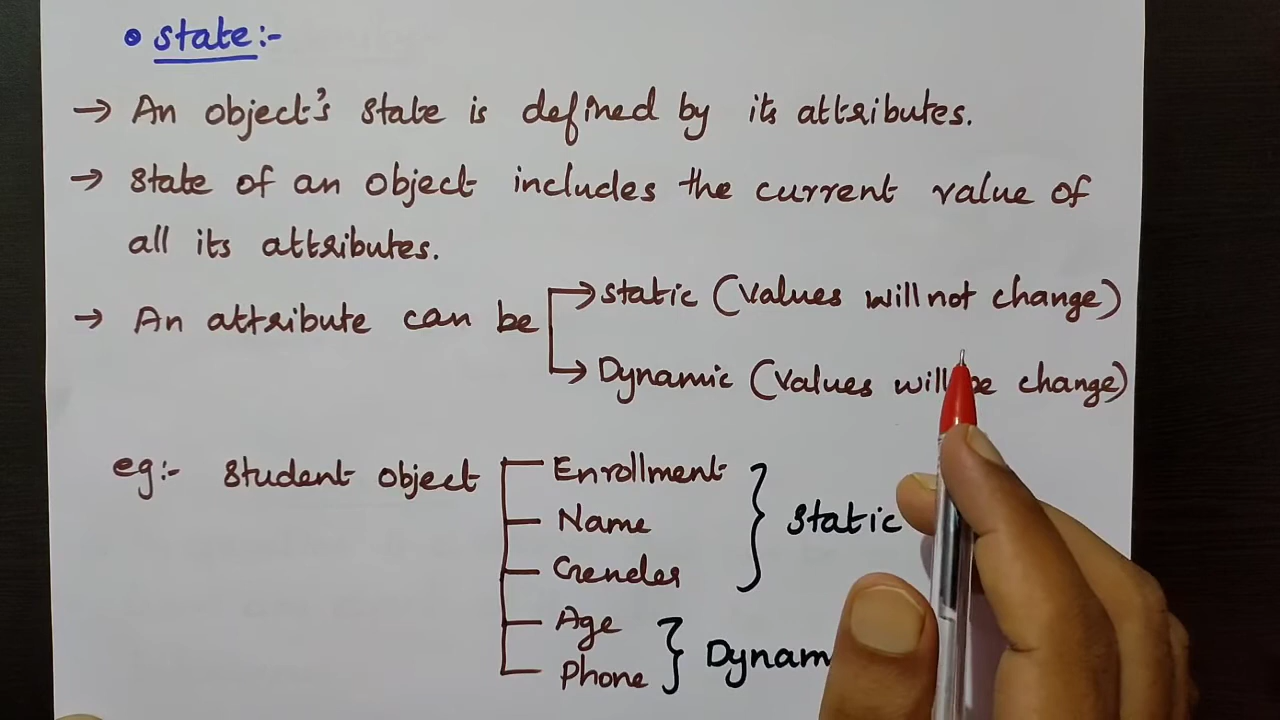 • State:-
→ An object's state is defined by its attributes.
→ State of an object includes the current value of
all its attributes.
→ An attribute can be
→ static (values will not change)
→ Dynamic (values will be change)
eg:- Student object
Enrollment
Name
Gender
Static
Age
Phone
Dynam